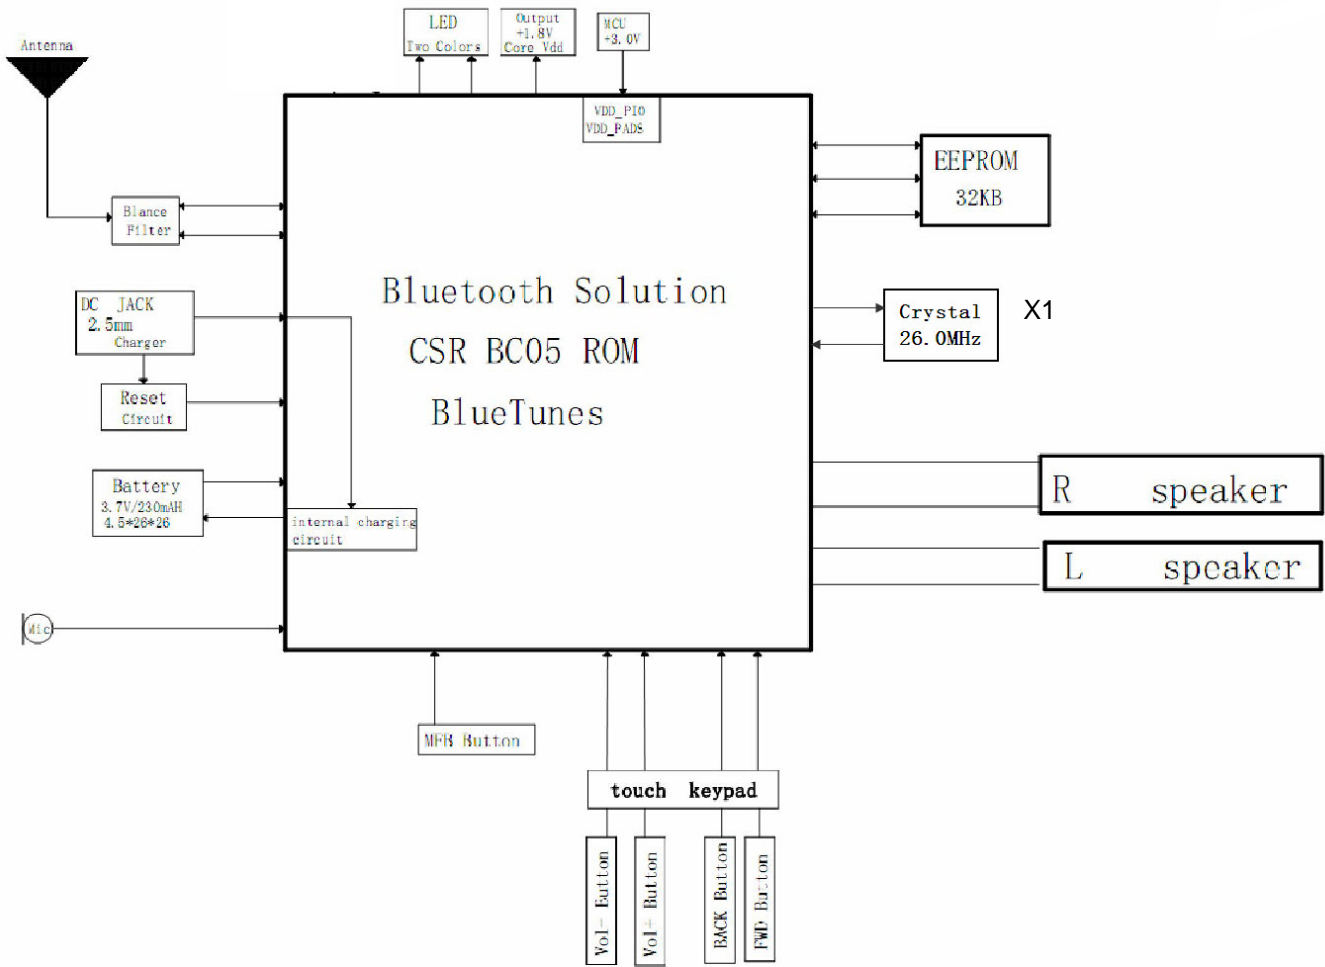 Antenna
LED
Two Colors
Output
+1.8V
Core Vdd
MCU
+3.0V
VDD_PIO
VDD_PADS
EEPROM
32KB
Blance
Filter
DC JACK
2.5mm
Charger
Reset
Circuit
Battery
3.7V/230mAH
4.5*26*26
internal charging
circuit
Mic
Bluetooth Solution
CSR BC05 ROM
BlueTunes
Crystal
26.0MHz
X1
R speaker
L speaker
MFB Button
touch keypad
Vol- Button
Vol+ Button
BACK Button
FWD Button